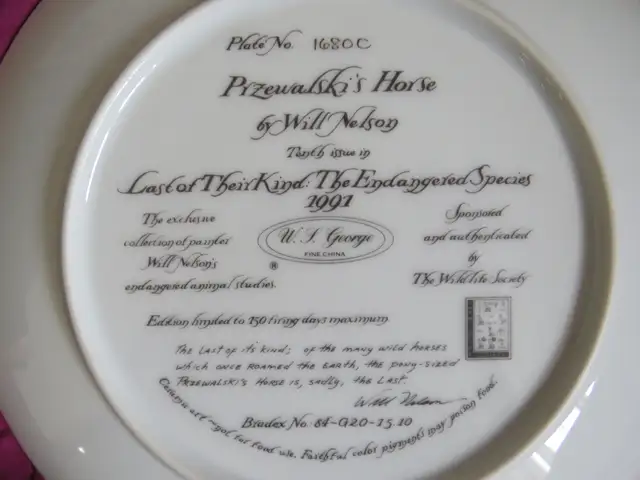 Plate No. 1680C
Przewalski's Horse
by Will Nelson
Tenth issue in
Last of Their Kind: The Endangered Species
1991
The exclusive
collection of painter
Will Nelson's
endangered animal studies.
W. S. George
FINE CHINA
®
Sponsored
and authenticated
by
The Wildlife Society
Edition limited to 150 firing days maximum
The last of its kind; of the many wild horses
which once roamed the earth, the pony-sized
Przewalski's Horse is, sadly, the last.
Will Nelson
Bradex No. 84-G20-15.10
Ceramic art—not for food use. Faithful color pigments may poison food.